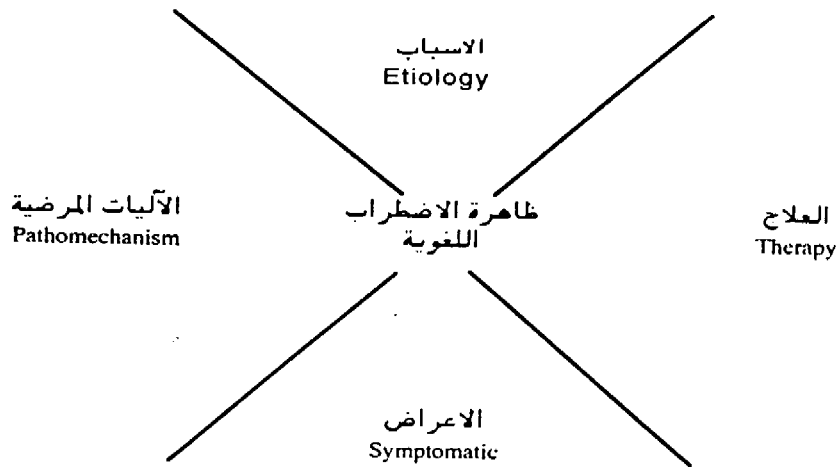 الاسباب
Etiology
العلاج
Therapy
ظاهرة الاضطراب
اللغوية
الآليات المرضية
Pathomechanism
الاعراض
Symptomatic